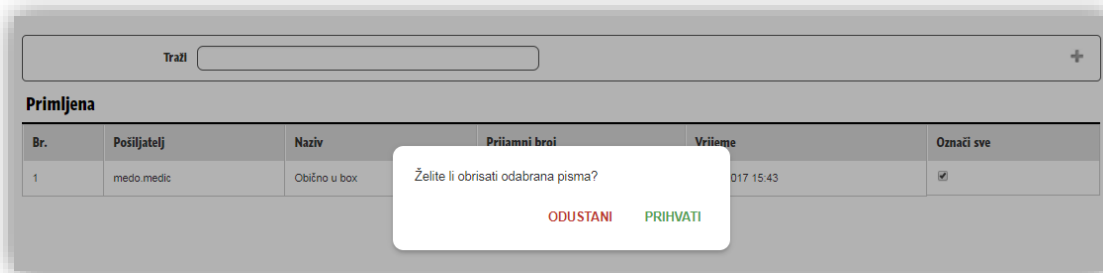 Traži
Primljena
Br. Pošiljatelj Naziv Prijamni broj Vrijeme Označi sve
1 medo.medic Obično u box 017 15:43
Želite li obrisati odabrana pisma?
ODUSTANI PRIHVATI